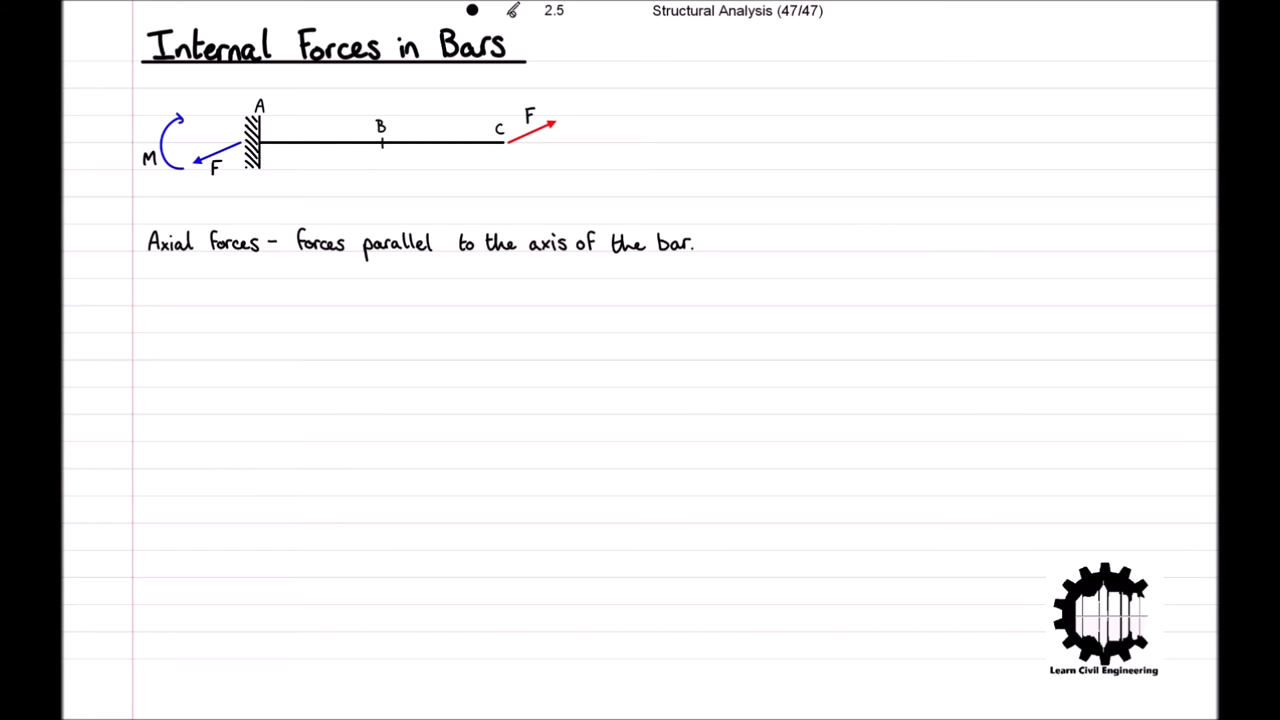 2.5 Structural Analysis (47/47)
Internal Forces in Bars
A
B
C
F
M
F
Axial forces - forces parallel to the axis of the bar.
Learn Civil Engineering